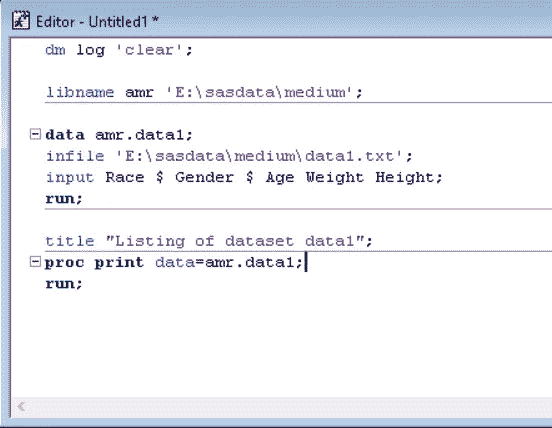 Editor - Untitled1 *
dm log 'clear';
libname amr 'E:\sasdata\medium';
data amr.data1;
infile 'E:\sasdata\medium\data1.txt';
input Race $ Gender $ Age Weight Height;
run;
title "Listing of dataset data1";
proc print data=amr.data1;
run;